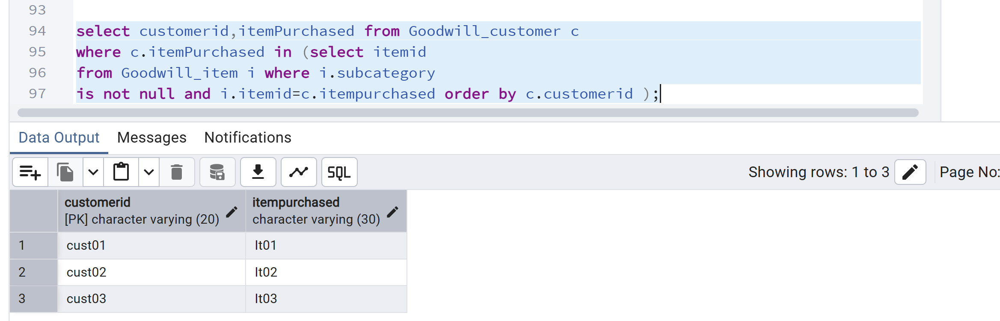 93
94 select customerid,itemPurchased from Goodwill_customer c
95 where c.itemPurchased in (select itemid
96 from Goodwill_item i where i.subcategory
97 is not null and i.itemid=c.itempurchased order by c.customerid );
Data Output Messages Notifications
SQL Showing rows: 1 to 3 Page No:
customerid itempurchased
[PK] character varying (20) character varying (30)
1 cust01 It01
2 cust02 It02
3 cust03 It03